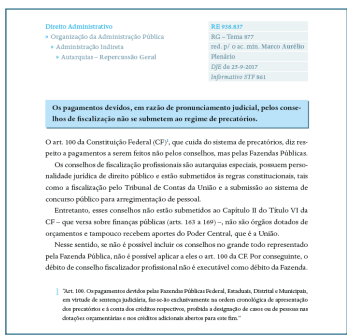 Direito Administrativo
• Organização da Administração Pública
• Administração Indireta
• Autarquias – Repercussão Geral
RE 938.837
RG – Tema 877
red. p/ o ac. min. Marco Aurélio
Plenário
DJE de 25-9-2017
Informativo STF 861
Os pagamentos devidos, em razão de pronunciamento judicial, pelos conse-
lhos de fiscalização não se submetem ao regime de precatórios.
O art. 100 da Constituição Federal (CF)¹, que cuida do sistema de precatórios, diz res-
peito a pagamentos a serem feitos não pelos conselhos, mas pelas Fazendas Públicas.
Os conselhos de fiscalização profissionais são autarquias especiais, possuem perso-
nalidade jurídica de direito público e estão submetidos às regras constitucionais, tais
como a fiscalização pelo Tribunal de Contas da União e a submissão ao sistema de
concurso público para arregimentação de pessoal.
Entretanto, esses conselhos não estão submetidos ao Capítulo II do Título VI da
CF – que versa sobre finanças públicas (arts. 163 a 169) –, não são órgãos dotados de
orçamentos e tampouco recebem aportes do Poder Central, que é a União.
Nesse sentido, se não é possível incluir os conselhos no grande todo representado
pela Fazenda Pública, não é possível aplicar a eles o art. 100 da CF. Por conseguinte, o
débito de conselho fiscalizador profissional não é executável como débito da Fazenda.
1 "Art. 100. Os pagamentos devidos pelas Fazendas Públicas Federal, Estaduais, Distrital e Municipais,
em virtude de sentença judiciária, far-se-ão exclusivamente na ordem cronológica de apresentação
dos precatórios e à conta dos créditos respectivos, proibida a designação de casos ou de pessoas nas
dotações orçamentárias e nos créditos adicionais abertos para este fim."